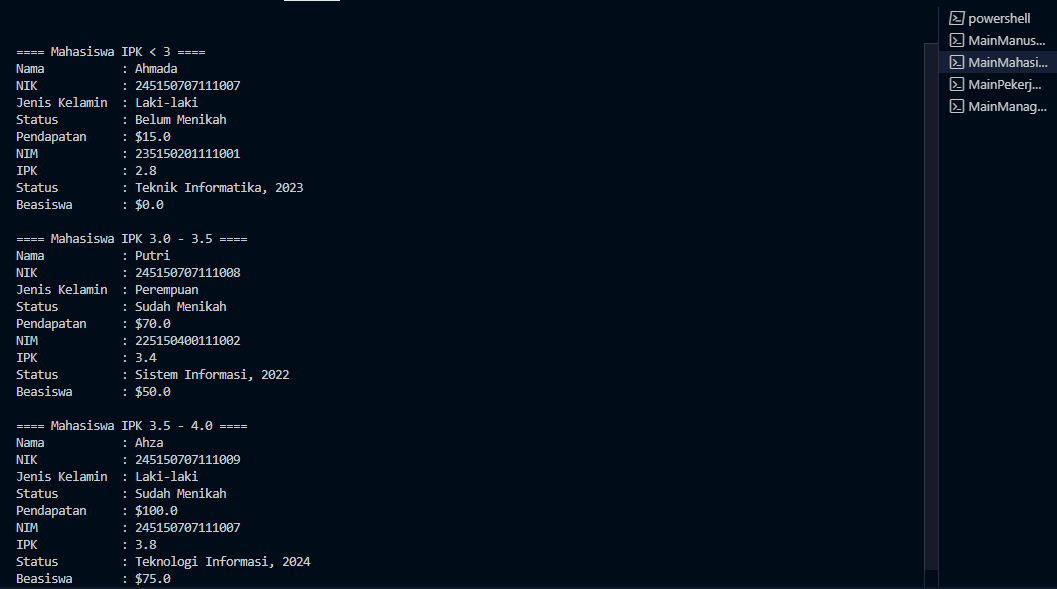 ==== Mahasiswa IPK < 3 ====
Nama           : Ahmada
NIK            : 245150707111007
Jenis Kelamin  : Laki-laki
Status         : Belum Menikah
Pendapatan     : $15.0
NIM            : 235150201111001
IPK            : 2.8
Status         : Teknik Informatika, 2023
Beasiswa       : $0.0

==== Mahasiswa IPK 3.0 - 3.5 ====
Nama           : Putri
NIK            : 245150707111008
Jenis Kelamin  : Perempuan
Status         : Sudah Menikah
Pendapatan     : $70.0
NIM            : 225150400111002
IPK            : 3.4
Status         : Sistem Informasi, 2022
Beasiswa       : $50.0

==== Mahasiswa IPK 3.5 - 4.0 ====
Nama           : Ahza
NIK            : 245150707111009
Jenis Kelamin  : Laki-laki
Status         : Sudah Menikah
Pendapatan     : $100.0
NIM            : 245150707111007
IPK            : 3.8
Status         : Teknologi Informasi, 2024
Beasiswa       : $75.0

powershell
MainManus...
MainMahasi...
MainPekerj...
MainManag...